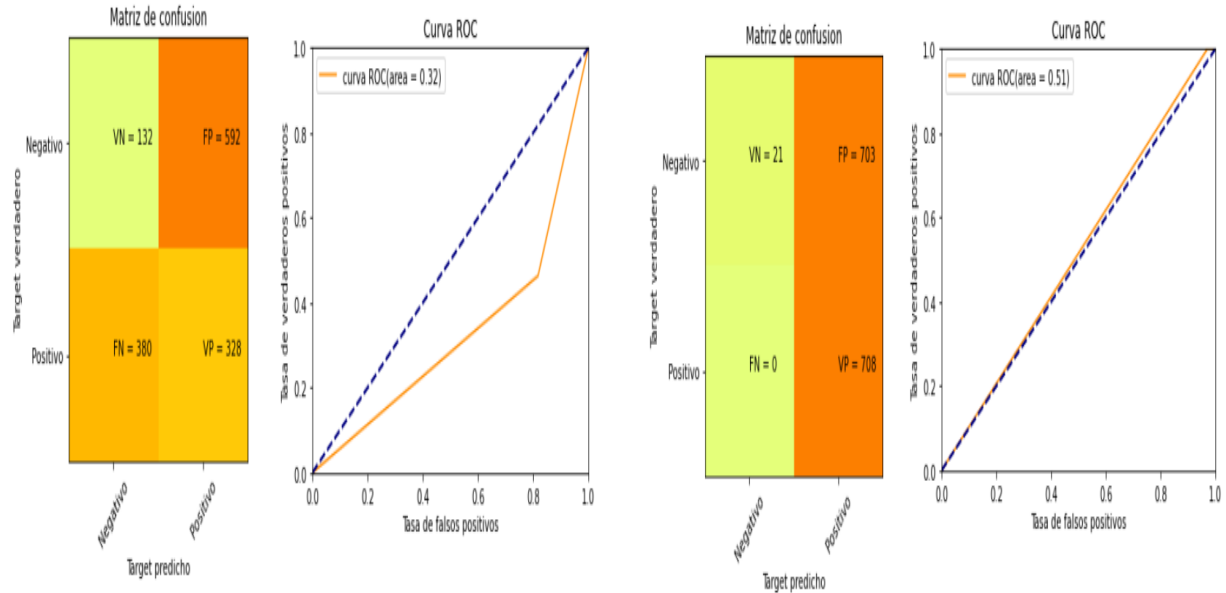 Matriz de confusion
Negativo
VN = 132
FP = 592
Positivo
FN = 380
VP = 328
Target verdadero
Negativo
Positivo
Target predicho
Curva ROC
curva ROC(area = 0.32)
1.0
0.8
0.6
0.4
0.2
0.0
Tasa de verdaderos positivos
0.0 0.2 0.4 0.6 0.8 1.0
Tasa de falsos positivos
Matriz de confusion
Negativo
VN = 21
FP = 703
Positivo
FN = 0
VP = 708
Target verdadero
Negativo
Positivo
Target predicho
Curva ROC
curva ROC(area = 0.51)
1.0
0.8
0.6
0.4
0.2
0.0
Tasa de verdaderos positivos
0.0 0.2 0.4 0.6 0.8 1.0
Tasa de falsos positivos